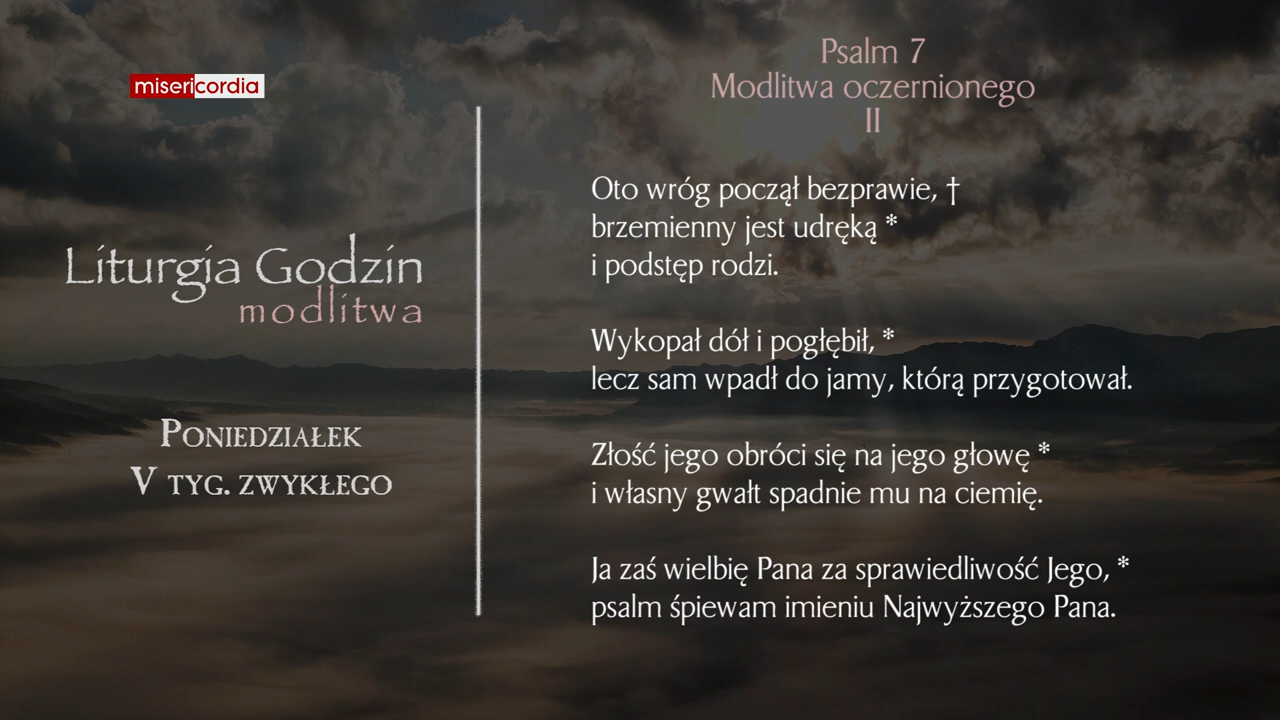 misericordia
Liturgia Godzin
modlitwa
Poniedziałek
V tyg. zwykłego
Psalm 7
Modlitwa oczernionego
II
Oto wróg począł bezprawie, †
brzemienny jest udręką *
i podstęp rodzi.
Wykopał dół i pogłębił, *
lecz sam wpadł do jamy, którą przygotował.
Złość jego obróci się na jego głowę *
i własny gwałt spadnie mu na ciemię.
Ja zaś wielbię Pana za sprawiedliwość Jego, *
psalm śpiewam imieniu Najwyższego Pana.